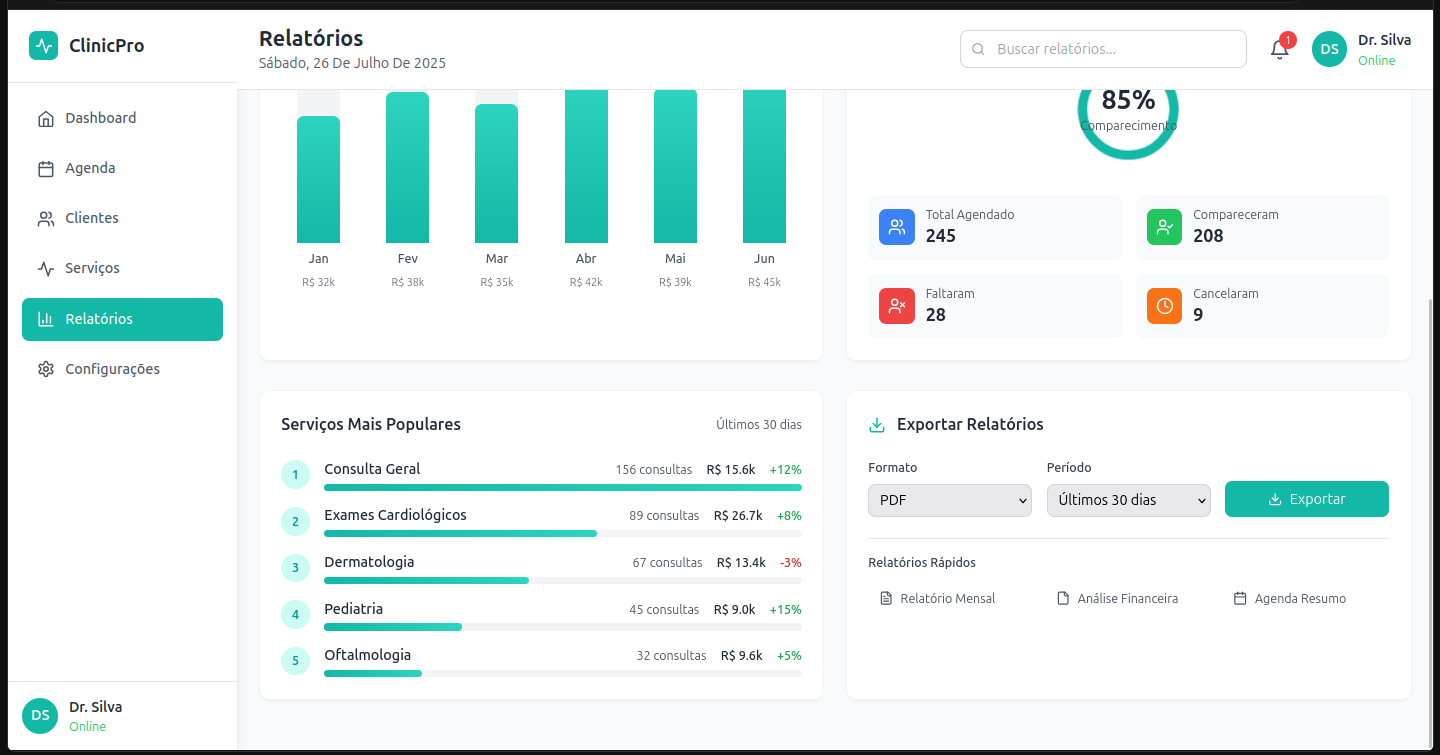 ClinicPro
Relatórios
Sábado, 26 De Julho De 2025
Buscar relatórios...
1
DS
Dr. Silva
Online
Dashboard
Agenda
Clientes
Serviços
Relatórios
Configurações
DS
Dr. Silva
Online
Jan Fev Mar Abr Mai Jun
R$ 32k R$ 38k R$ 35k R$ 42k R$ 39k R$ 45k
85%
Comparecimento
Total Agendado
245
Compareceram
208
Faltaram
28
Cancelaram
9
Serviços Mais Populares Últimos 30 dias
1 Consulta Geral 156 consultas R$ 15.6k +12%
2 Exames Cardiológicos 89 consultas R$ 26.7k +8%
3 Dermatologia 67 consultas R$ 13.4k -3%
4 Pediatria 45 consultas R$ 9.0k +15%
5 Oftalmologia 32 consultas R$ 9.6k +5%
Exportar Relatórios
Formato Período
PDF Últimos 30 dias Exportar
Relatórios Rápidos
Relatório Mensal Análise Financeira Agenda Resumo